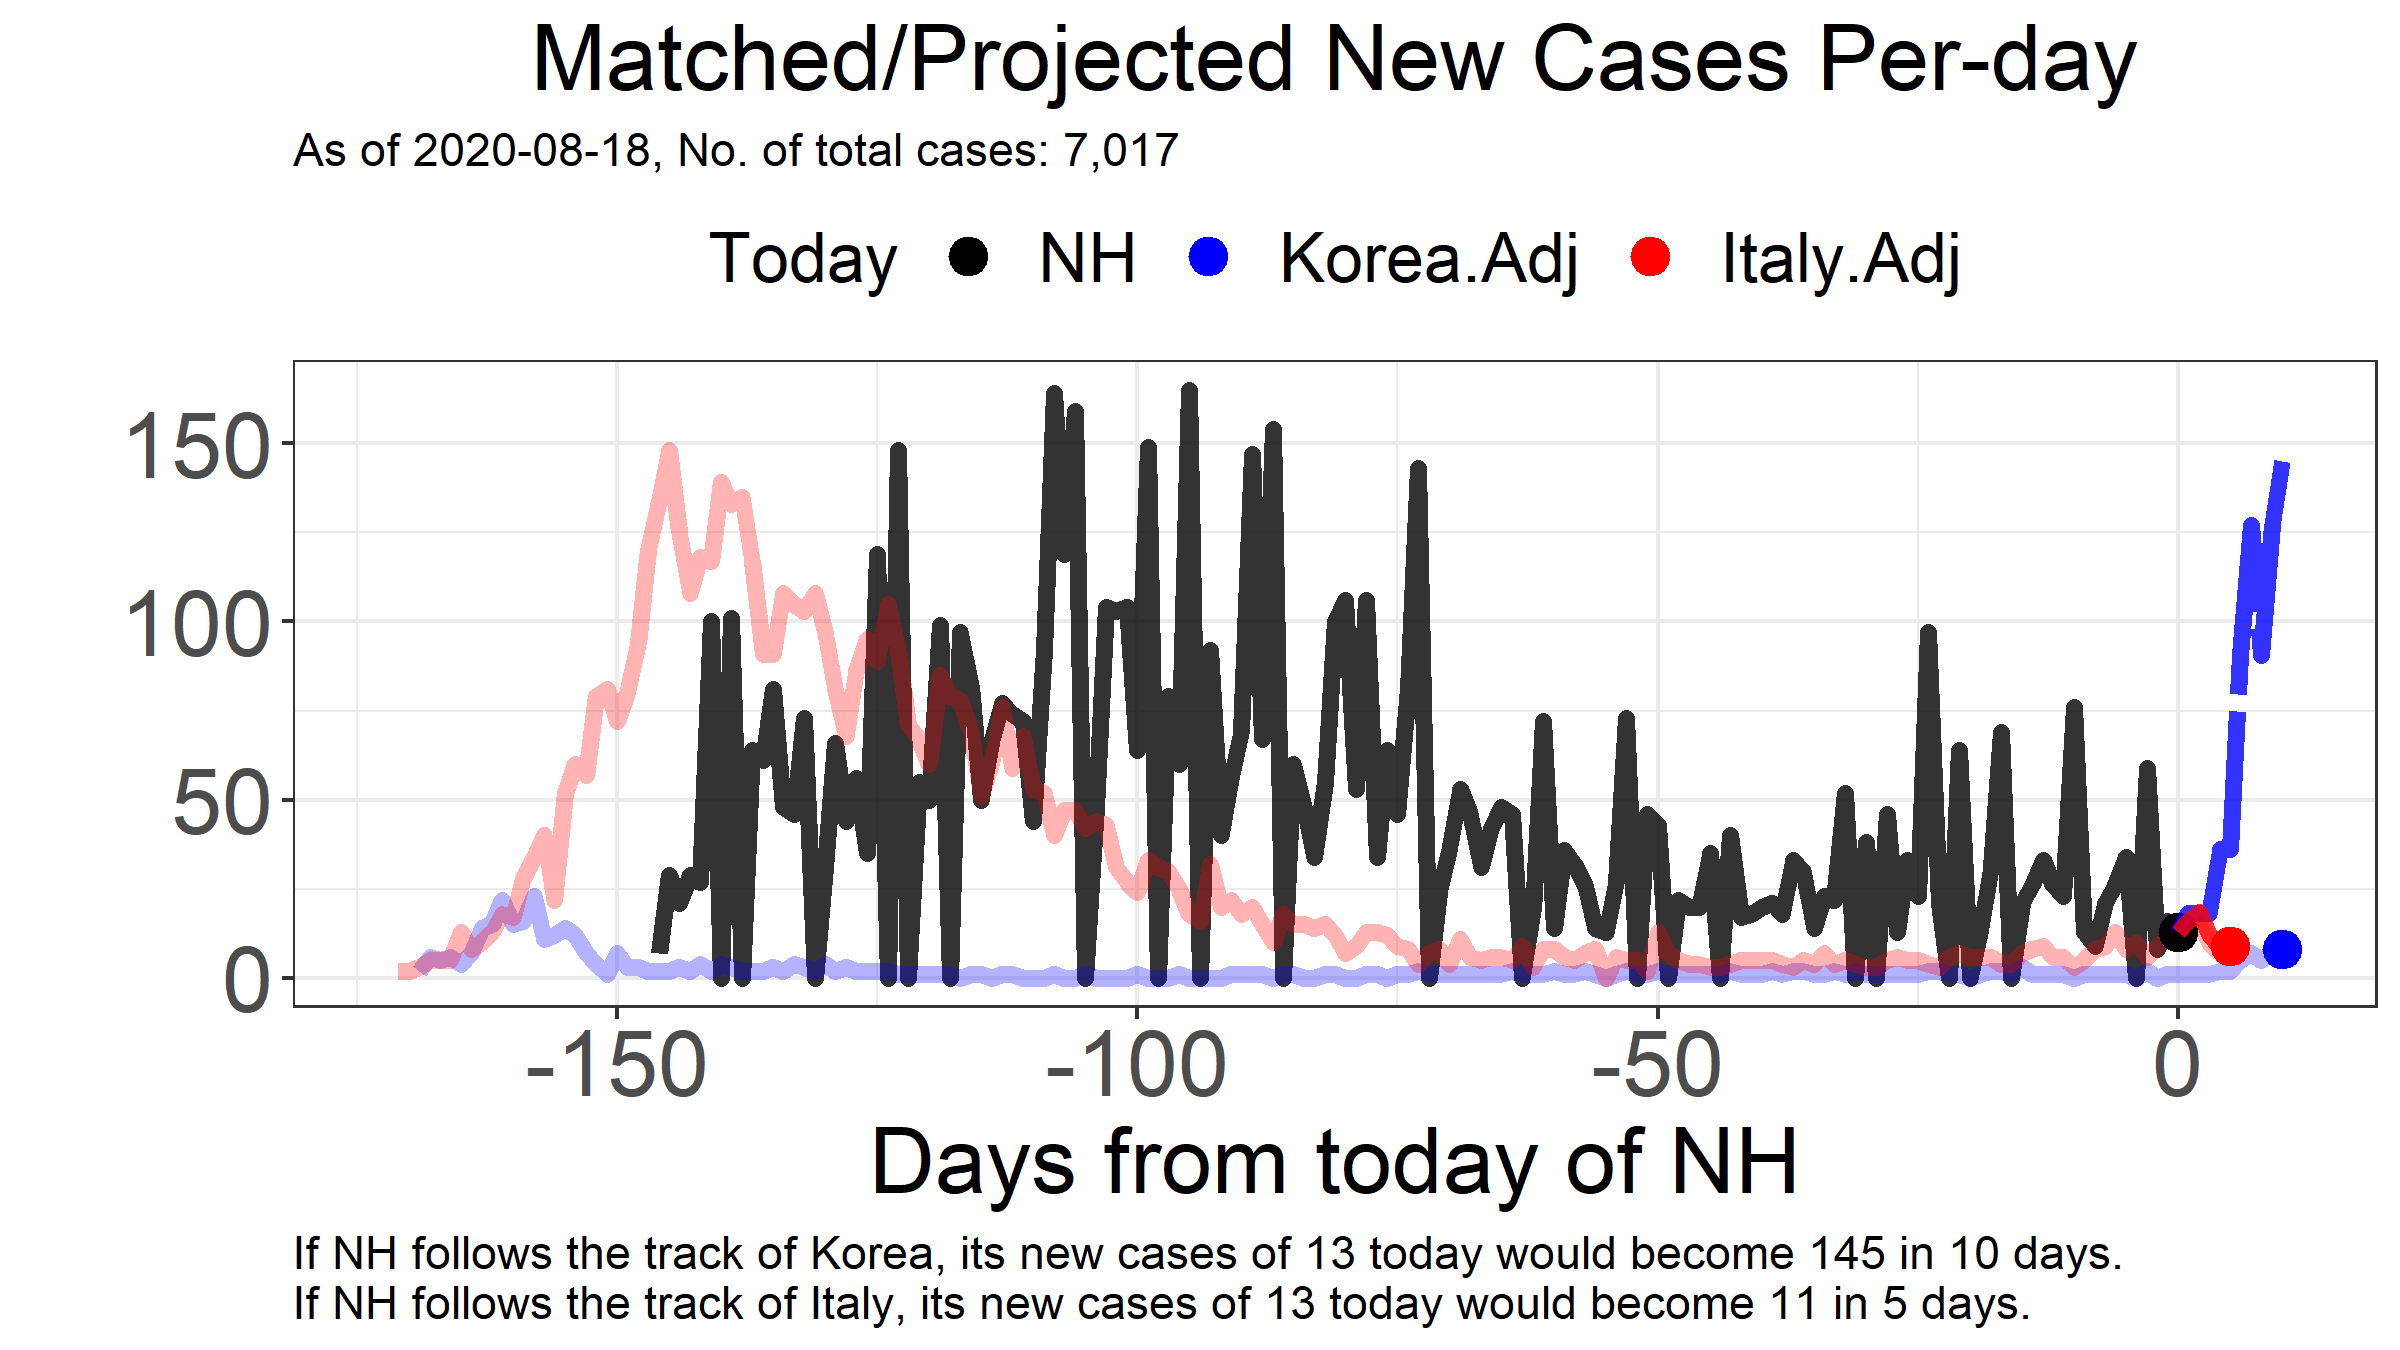 Matched/Projected New Cases Per-day
As of 2020-08-18, No. of total cases: 7,017
Today NH Korea.Adj Italy.Adj
150
100
50
0
-150 -100 -50 0
Days from today of NH
If NH follows the track of Korea, its new cases of 13 today would become 145 in 10 days.
If NH follows the track of Italy, its new cases of 13 today would become 11 in 5 days.